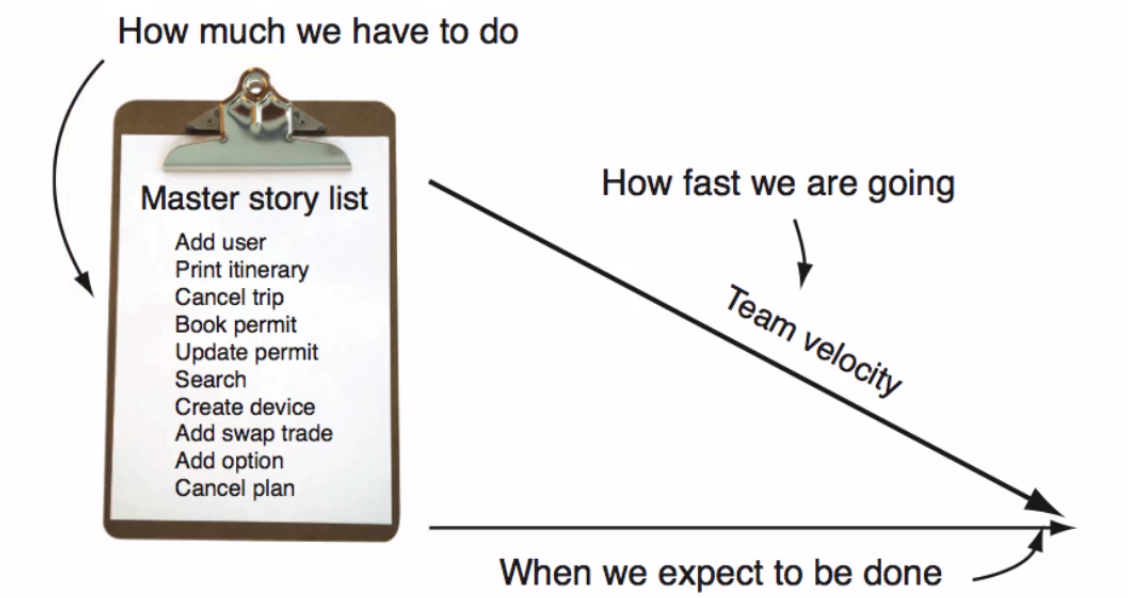 How much we have to do
Master story list
Add user
Print itinerary
Cancel trip
Book permit
Update permit
Search
Create device
Add swap trade
Add option
Cancel plan
How fast we are going
Team velocity
When we expect to be done